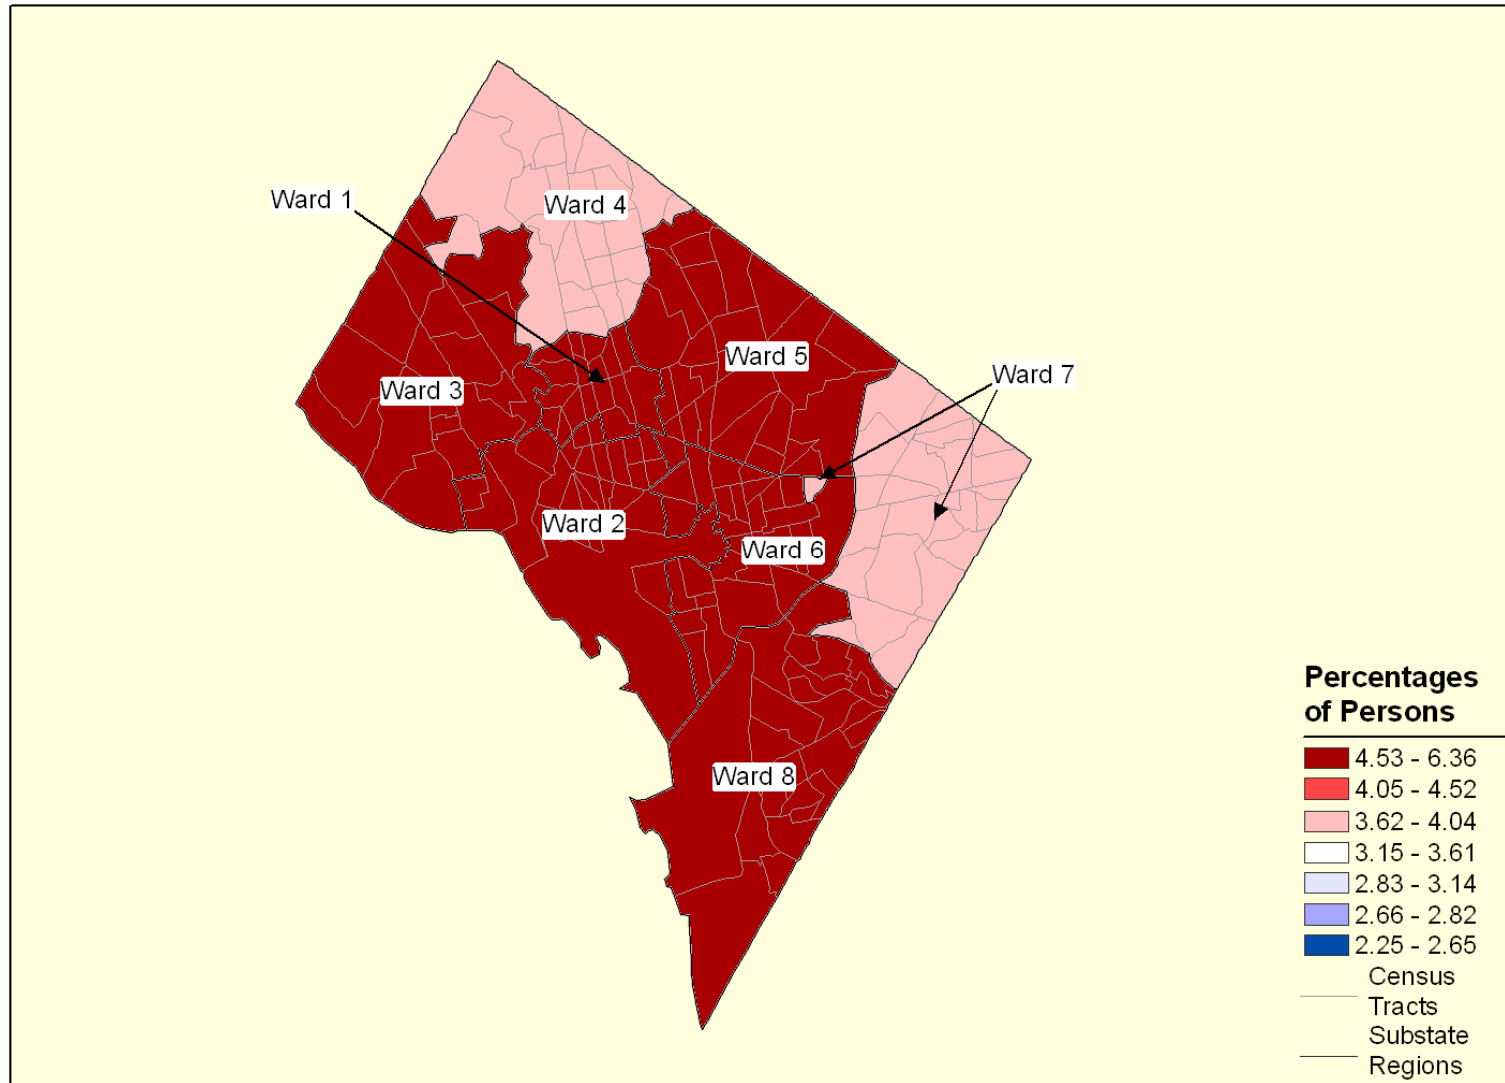 Ward 1
Ward 4
Ward 5
Ward 7
Ward 3
Ward 2
Ward 6
Ward 8
Percentages
of Persons
4.53 - 6.36
4.05 - 4.52
3.62 - 4.04
3.15 - 3.61
2.83 - 3.14
2.66 - 2.82
2.25 - 2.65
Census
Tracts
Substate
Regions